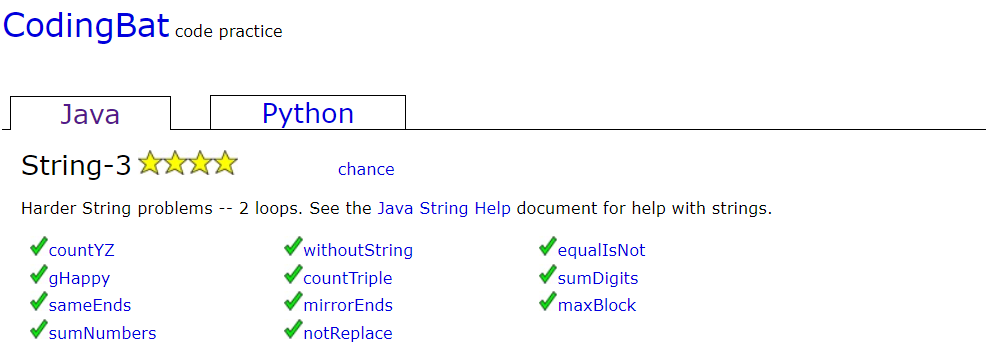 CodingBat code practice
Java Python
String-3 chance
Harder String problems -- 2 loops. See the Java String Help document for help with strings.
countYZ withoutString equalIsNot
gHappy countTriple sumDigits
sameEnds mirrorEnds maxBlock
sumNumbers notReplace